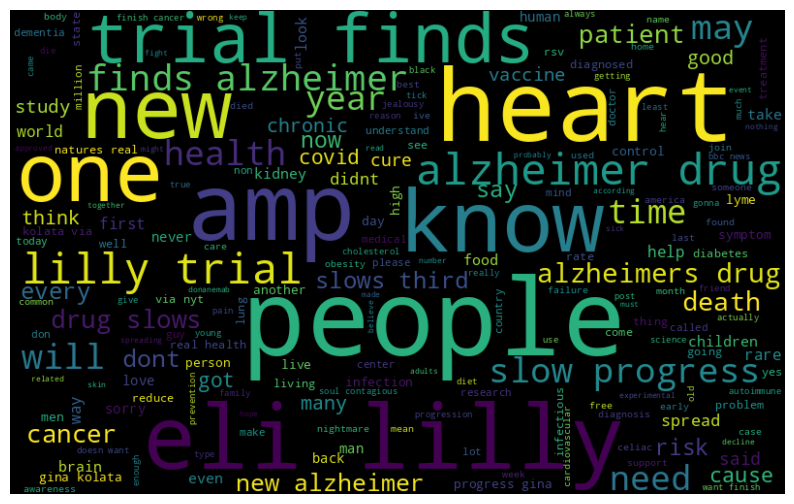 body
finish cancer
wrong
keep
dementia
state
came
div
fight
trial finds
put
look
human
rsv
always
name
patient
home
may
diagnosed
good
getting
treatment
finds alzheimer
million
study
world
new
year
died
jealousy
reason
ive
best
tick
black
understand
vaccine
doctor
heart
event
least
hear
much
take
nothing
approved
natures real
might
chronic
now
covid
cure
read
see
non
used
control
join
bbc news
one
health
kidney
didnt
true
together
alzheimer drug
probably
according
someone
think
first
kolata via
today
well
never
care
amp
day
high
medical
say
know
mind
gonna
america
found
lyme
time
symptom
last
sick
lilly trial
cholesterol
number
food
really
rate
help
diabetes
every
common
donanemab
give
via nyt
obesity
please
another
slows third
failure
month
friend
alzheimers drug
post
must
actually
death
don
pain
young
lung
made
believe
drug slows
spreading
guy
real health
people
country
come
use
thing
called
science
children
will
dont
person
center
live
adults
going
rare
yes
related
skin
love
living
infection
diet
slow progress
men
way
reduce
prevention
got
family
soul contagious
research
experimental
old
autoimmune
sorry
hope
many
progression
infectious
cardiovascular
free
early
problem
cancer
type
make
nightmare
mean
diagnosis
spread
doesn want
eli lilly
man
celiac
decline
risk
said
case
brain
enough
back
lot
support
gina kolata
even
week
need
cause
awareness
new alzheimer
progress gina
want finish